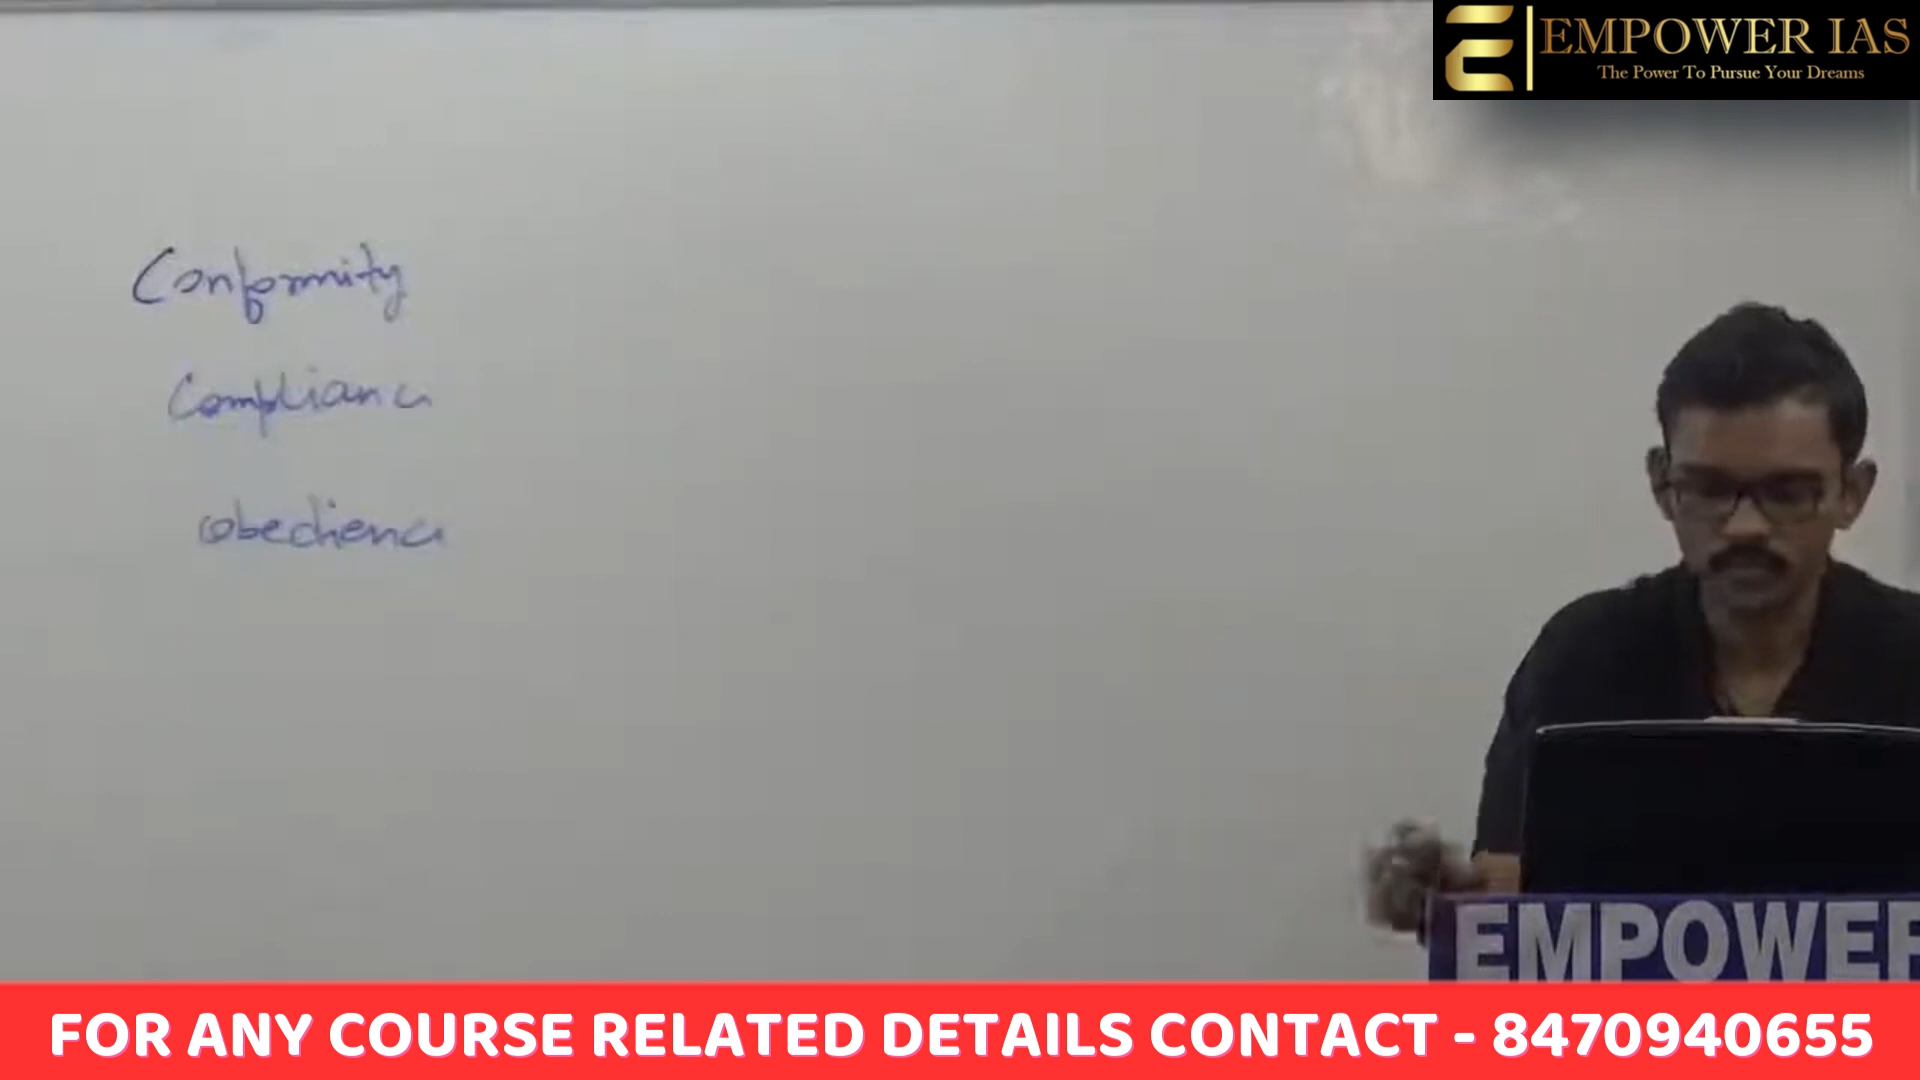 EMPOWER IAS
The Power To Pursue Your Dreams
Conformity
Compliance
obedience
EMPOWER
FOR ANY COURSE RELATED DETAILS CONTACT - 8470940655